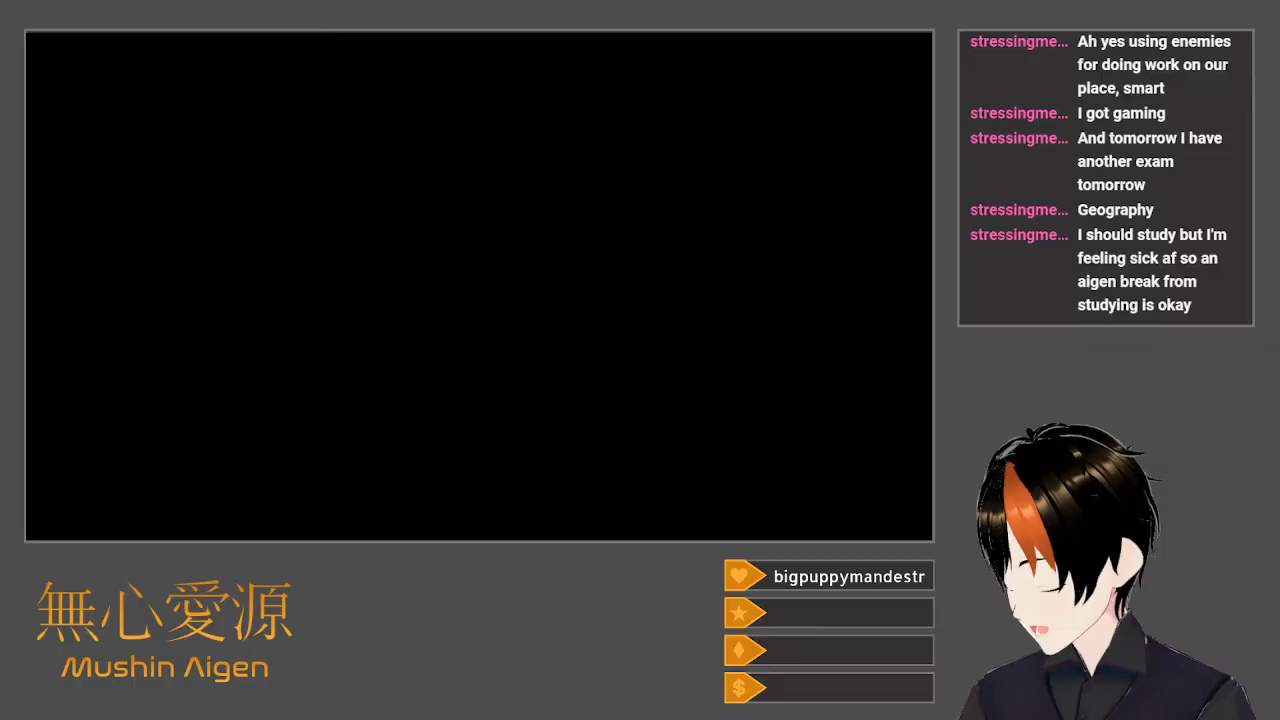 stressingme... Ah yes using enemies
for doing work on our
place, smart
stressingme... I got gaming
stressingme... And tomorrow I have
another exam
tomorrow
stressingme... Geography
stressingme... I should study but I'm
feeling sick af so an
aigen break from
studying is okay
bigpuppymandestr
無心愛源
Mushin Aigen
$